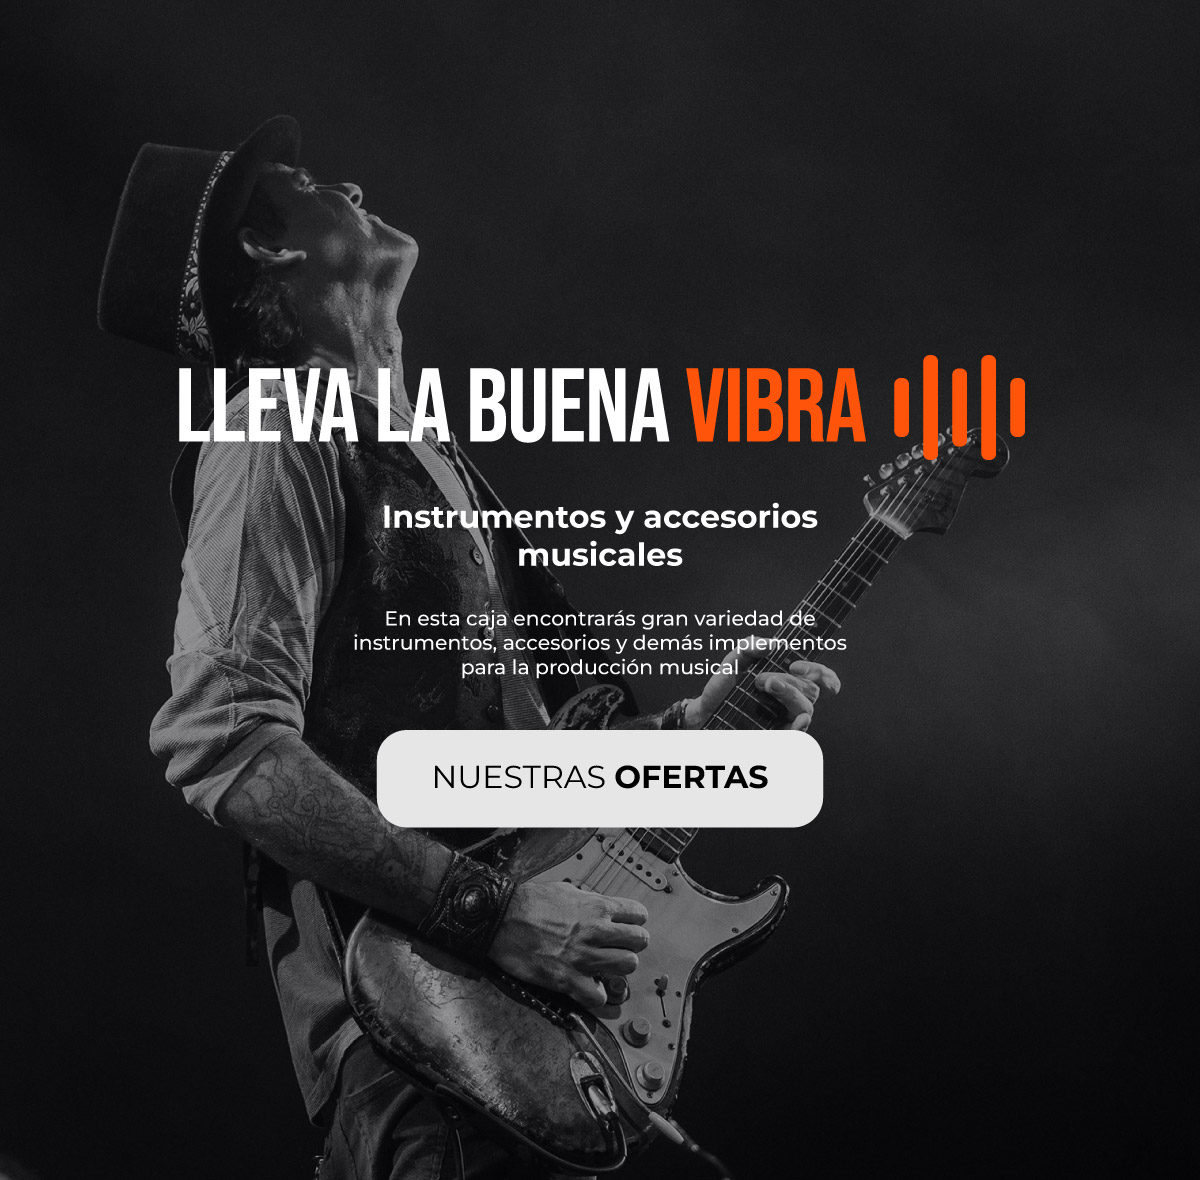 LLEVA LA BUENA VIBRA
Instrumentos y accesorios
musicales
En esta caja encontrarás gran variedad de
instrumentos, accesorios y demás implementos
para la producción musical
NUESTRAS OFERTAS